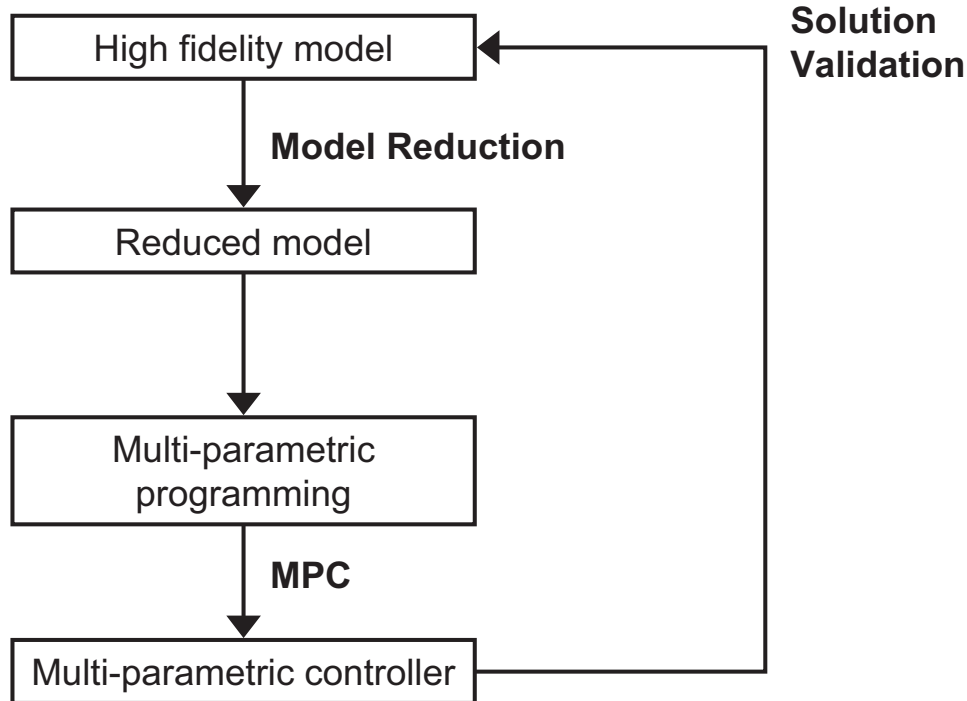 High fidelity model
Solution
Validation
Model Reduction
Reduced model
Multi-parametric
programming
MPC
Multi-parametric controller